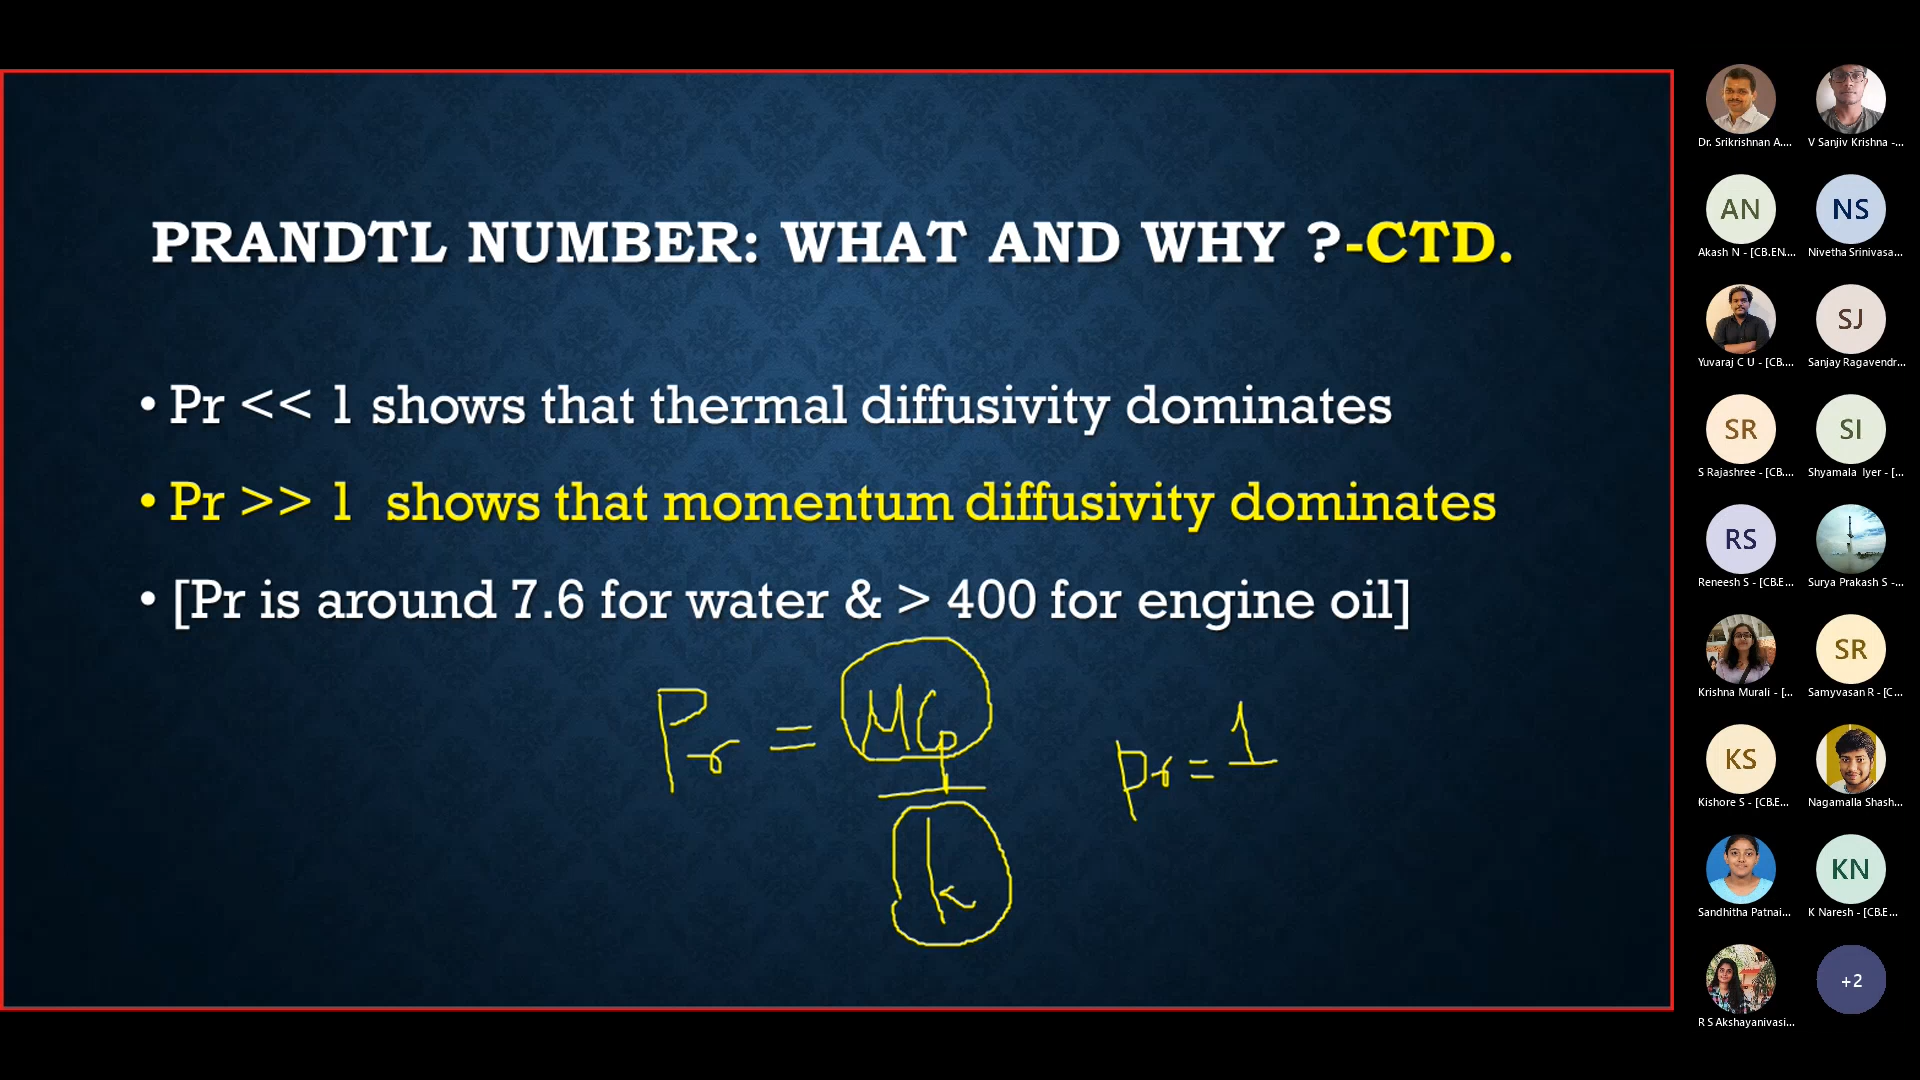 PRANDTL NUMBER: WHAT AND WHY ?-CTD.
• Pr << 1 shows that thermal diffusivity dominates
• Pr >> 1 shows that momentum diffusivity dominates
• [Pr is around 7.6 for water & > 400 for engine oil]
Pr = μCp
k
Pr = 1
Dr. Srikrishnan A....
V Sanjiv Krishna -...
AN
NS
Akash N - [CB.EN....
Nivetha Srinivasa...
SJ
Yuvaraj C U - [CB....
Sanjay Ragavendr...
SR
SI
S Rajashree - [CB....
Shyamala Iyer - [...
RS
Reneesh S - [CB.E...
Surya Prakash S -...
SR
Krishna Murali - [...
Samyvasan R - [C...
KS
Kishore S - [CB.E...
Nagamalla Shash...
KN
Sandhitha Patnai...
K Naresh - [CB.E...
+2
R S Akshayanivasi...